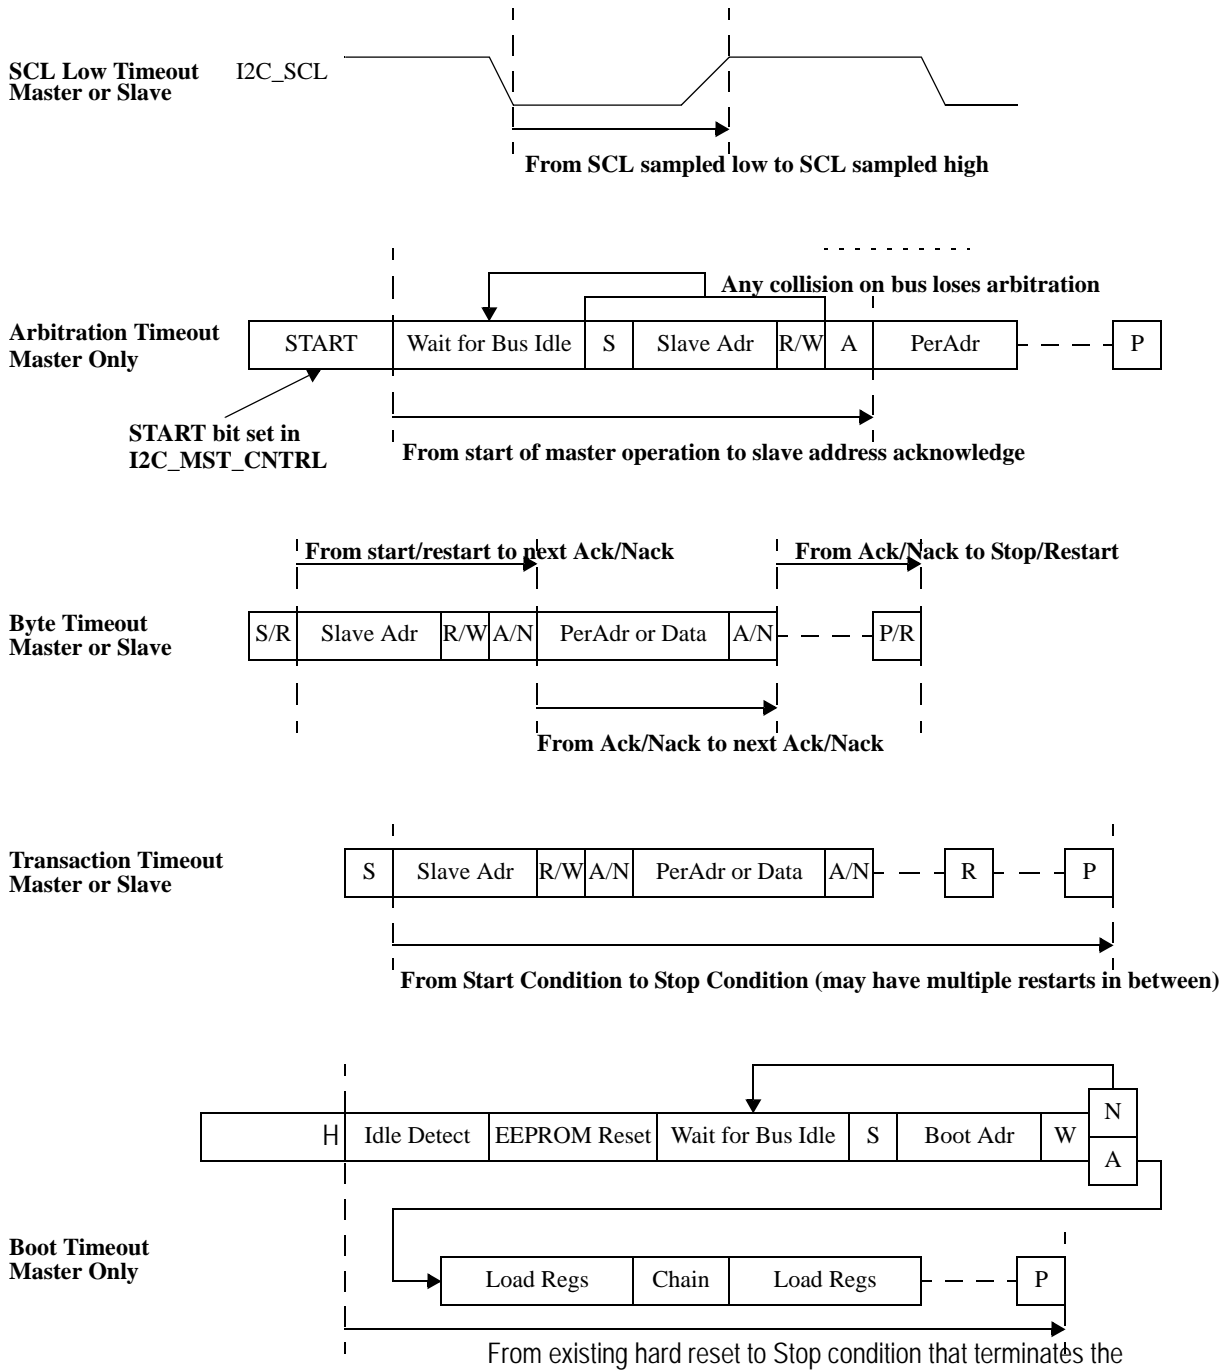 SCL Low Timeout
Master or Slave
I2C_SCL
From SCL sampled low to SCL sampled high
Any collision on bus loses arbitration
Arbitration Timeout
Master Only
START Wait for Bus Idle S Slave Adr R/W A PerAdr P
START bit set in
I2C_MST_CNTRL
From start of master operation to slave address acknowledge
From start/restart to next Ack/Nack From Ack/Nack to Stop/Restart
Byte Timeout
Master or Slave
S/R Slave Adr R/W A/N PerAdr or Data A/N P/R
From Ack/Nack to next Ack/Nack
Transaction Timeout
Master or Slave
S Slave Adr R/W A/N PerAdr or Data A/N R P
From Start Condition to Stop Condition (may have multiple restarts in between)
H Idle Detect EEPROM Reset Wait for Bus Idle S Boot Adr W N
A
Boot Timeout
Master Only
Load Regs Chain Load Regs P
From existing hard reset to Stop condition that terminates the